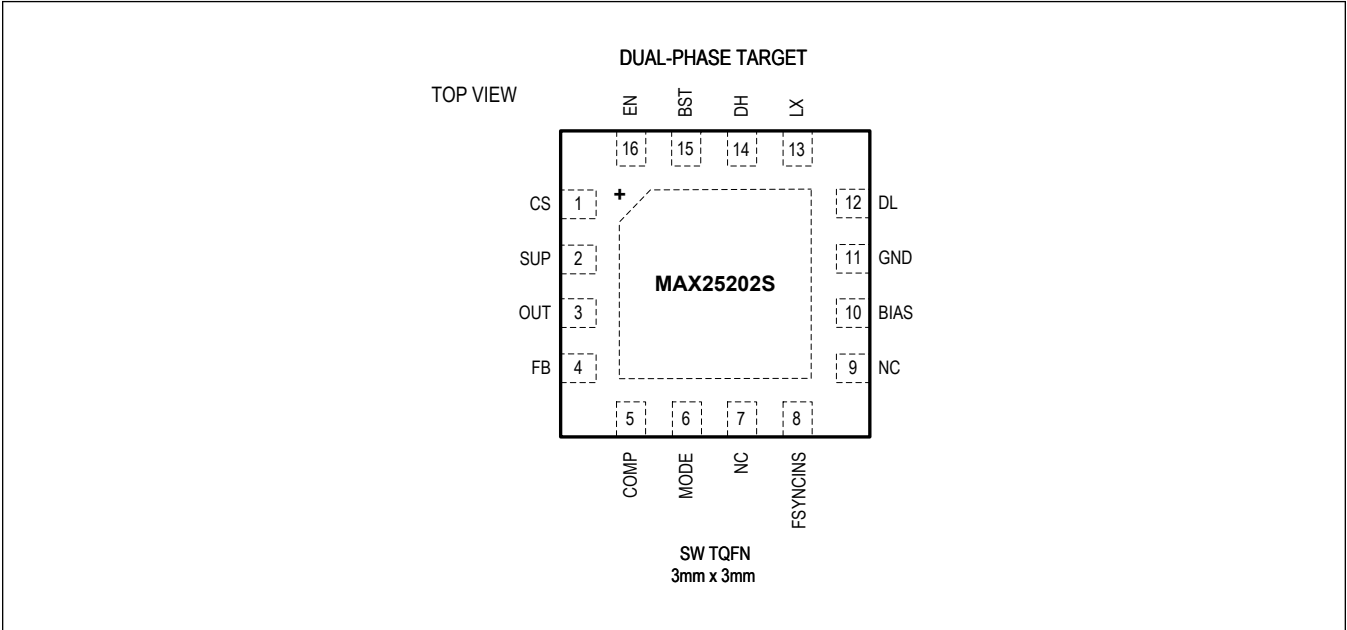 DUAL-PHASE TARGET
TOP VIEW
EN
BST
DH
LX
16
15
14
13
+
CS
1
SUP
2
OUT
3
FB
4
MAX25202S
12
DL
11
GND
10
BIAS
9
NC
5
6
7
8
COMP
MODE
NC
FSYNCINS
SW TQFN
3mm x 3mm